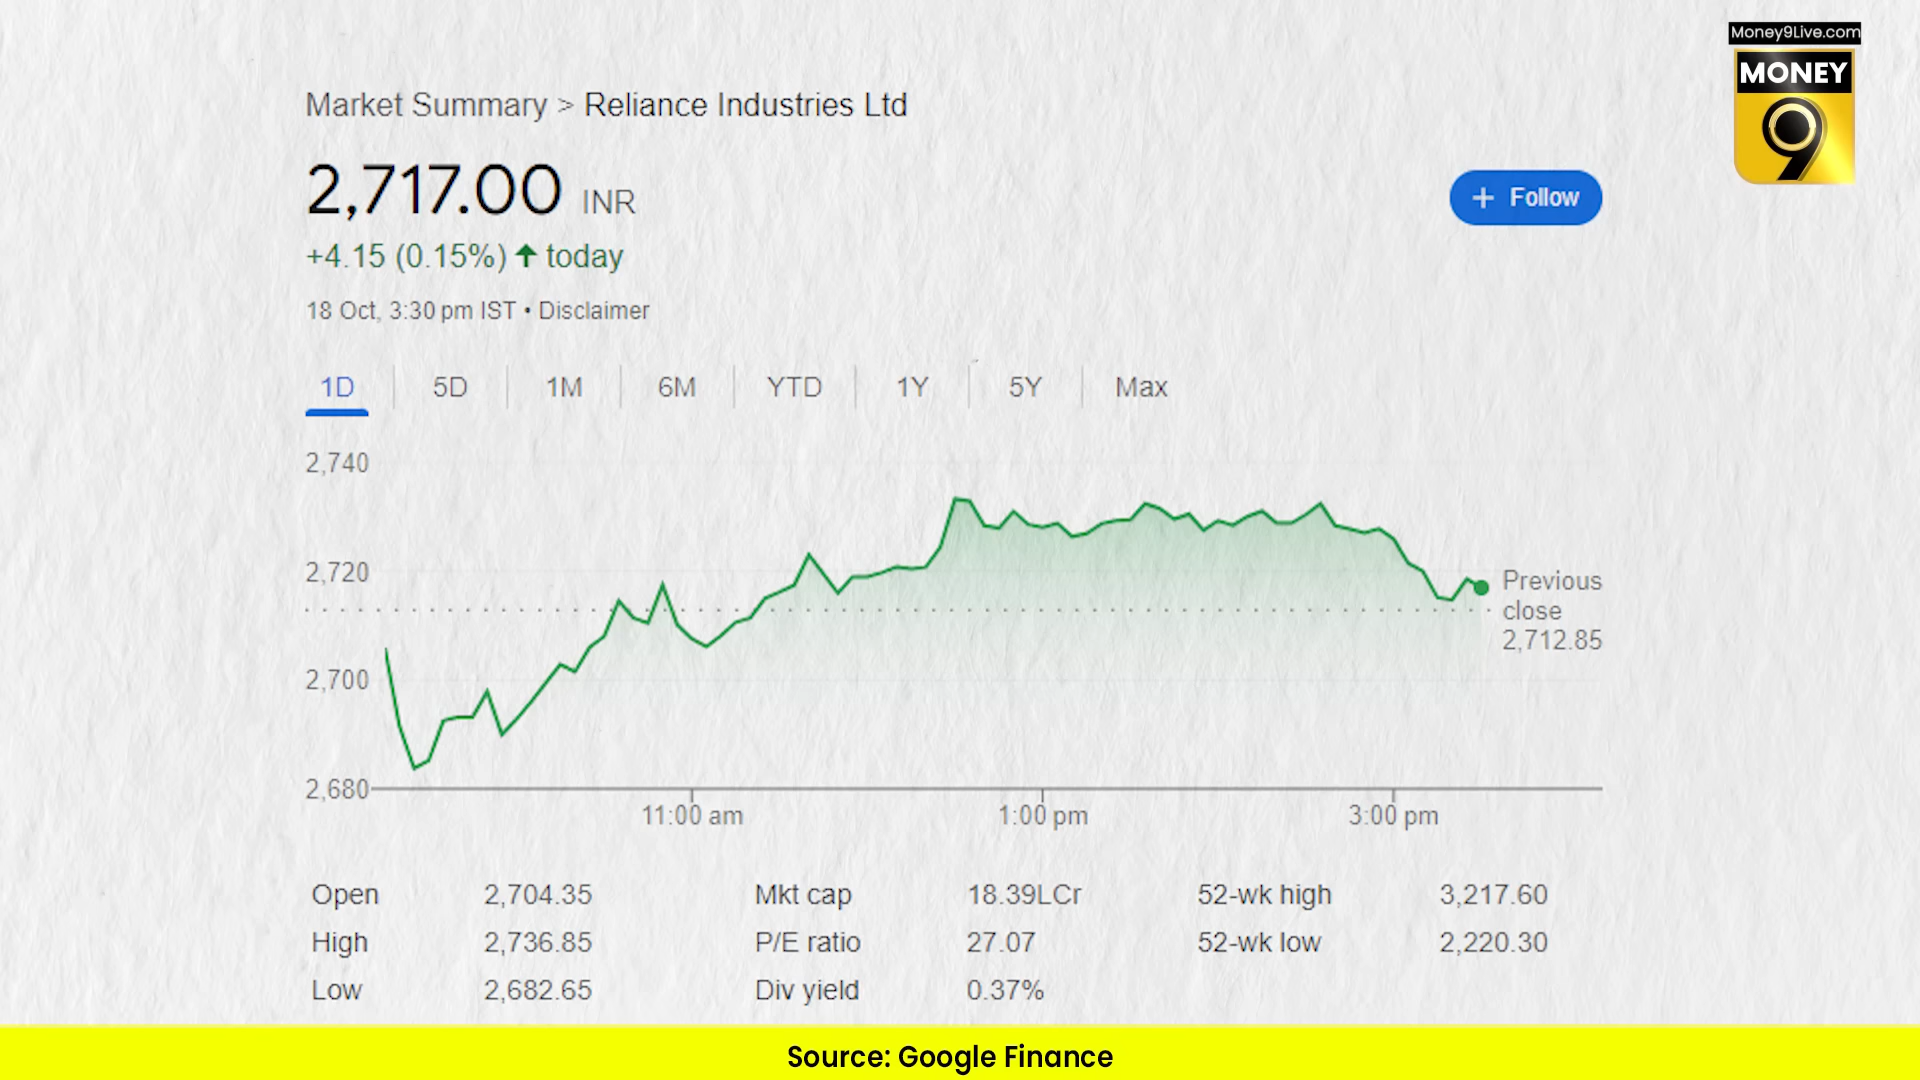 Money9Live.com
MONEY
9
Market Summary > Reliance Industries Ltd
2,717.00 INR
+ Follow
+4.15 (0.15%) ↑ today
18 Oct, 3:30 pm IST • Disclaimer
1D 5D 1M 6M YTD 1Y 5Y Max
2,740
2,720
2,700
2,680
Previous
close
2,712.85
11:00 am 1:00 pm 3:00 pm
Open 2,704.35 Mkt cap 18.39LCr 52-wk high 3,217.60
High 2,736.85 P/E ratio 27.07 52-wk low 2,220.30
Low 2,682.65 Div yield 0.37%
Source: Google Finance